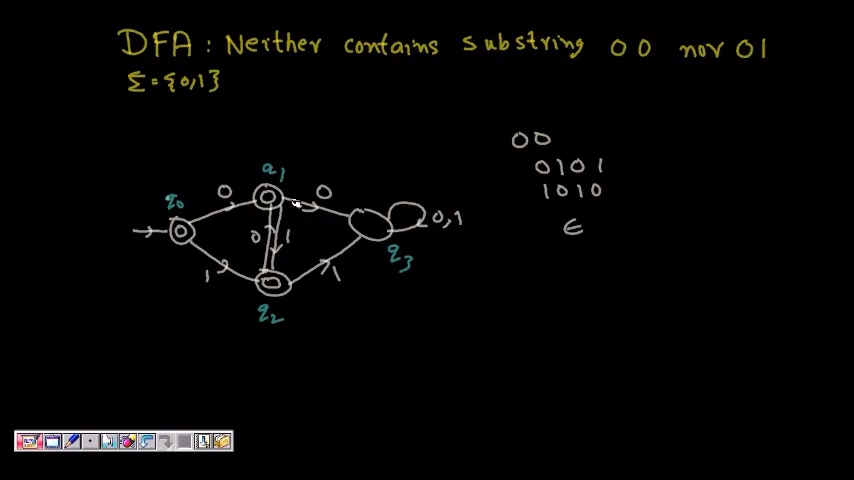 DFA : Neither contains substring 00 nor 01
Σ = {0,1}
00
0101
1010
ε
q1
q0
0
0
0
1
0,1
1
1
q3
q2